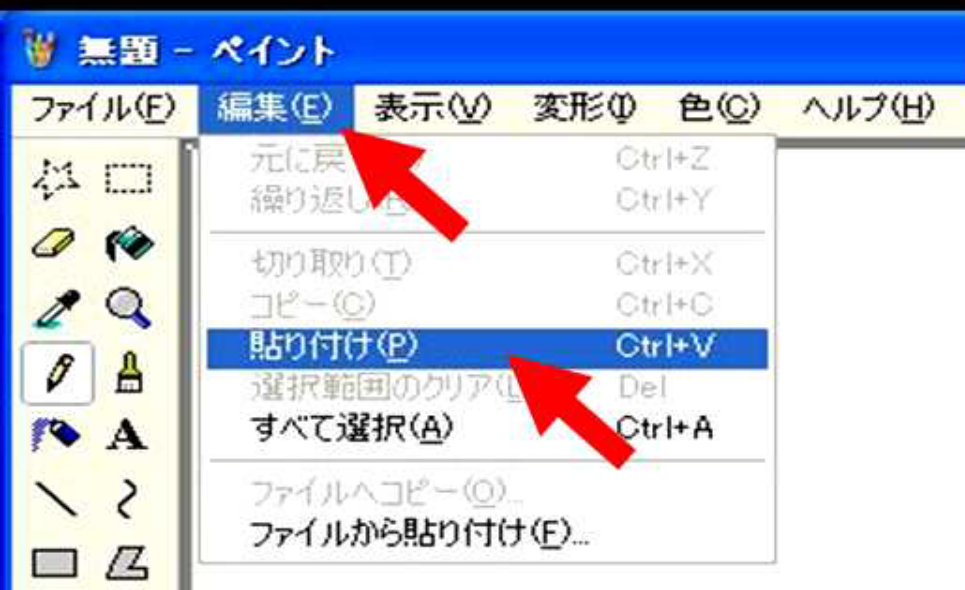 無題 - ペイント
ファイル(F) 編集(E) 表示(V) 変形(I) 色(C) ヘルプ(H)
元に戻 Ctrl+Z
繰り返し Ctrl+Y
切り取り(T) Ctrl+X
コピー(C) Ctrl+C
貼り付け(P) Ctrl+V
選択範囲のクリア(L Del
すべて選択(A) Ctrl+A
ファイルへコピー(O)...
ファイルから貼り付け(F)...
A